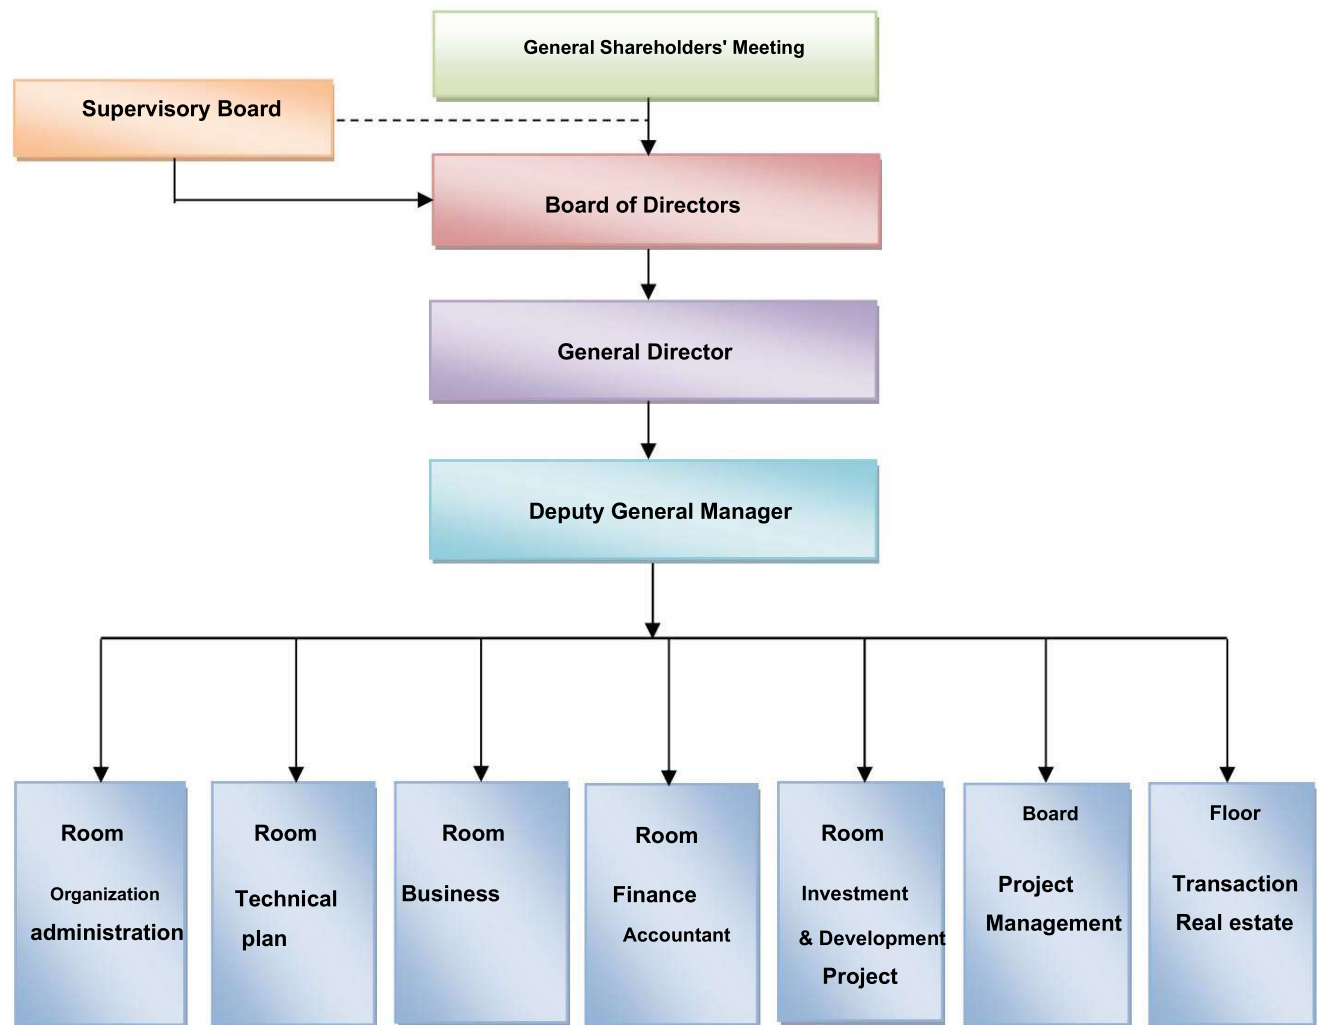 General Shareholders' Meeting
Supervisory Board
Board of Directors
General Director
Deputy General Manager
Room
Organization
administration
Room
Technical
plan
Room
Business
Room
Finance
Accountant
Room
Investment
& Development
Project
Board
Project
Management
Floor
Transaction
Real estate